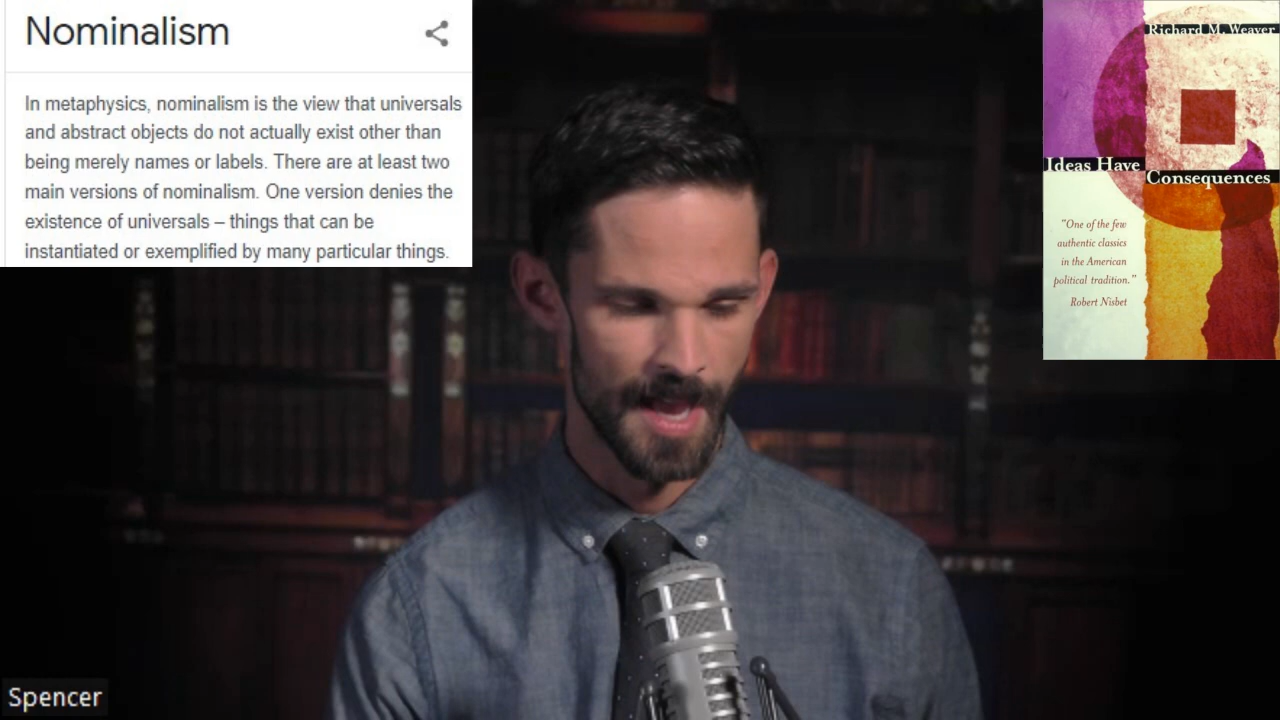 Nominalism
In metaphysics, nominalism is the view that universals
and abstract objects do not actually exist other than
being merely names or labels. There are at least two
main versions of nominalism. One version denies the
existence of universals – things that can be
instantiated or exemplified by many particular things.
Richard M. Weaver
Ideas Have
Consequences
"One of the few
authentic classics
in the American
political tradition."
Robert Nisbet
Spencer